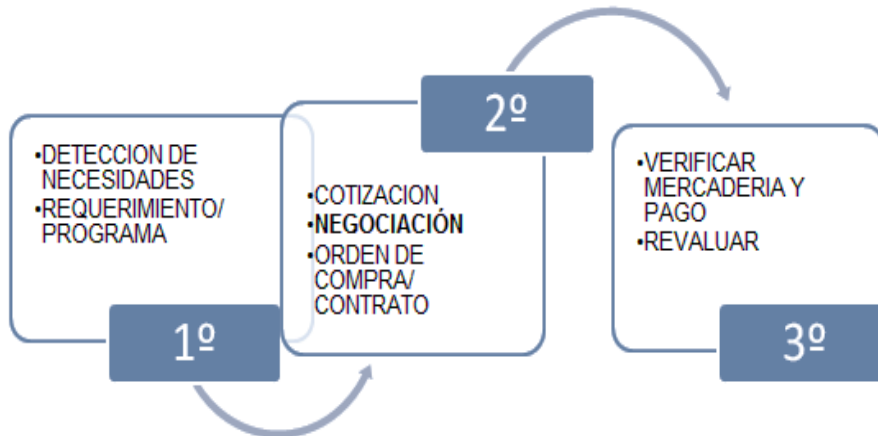 •DETECCION DE
NECESIDADES
•REQUERIMIENTO/
PROGRAMA
1º
2º
•COTIZACION
•NEGOCIACIÓN
•ORDEN DE
COMPRA/
CONTRATO
•VERIFICAR
MERCADERIA Y
PAGO
•REVALUAR
3º